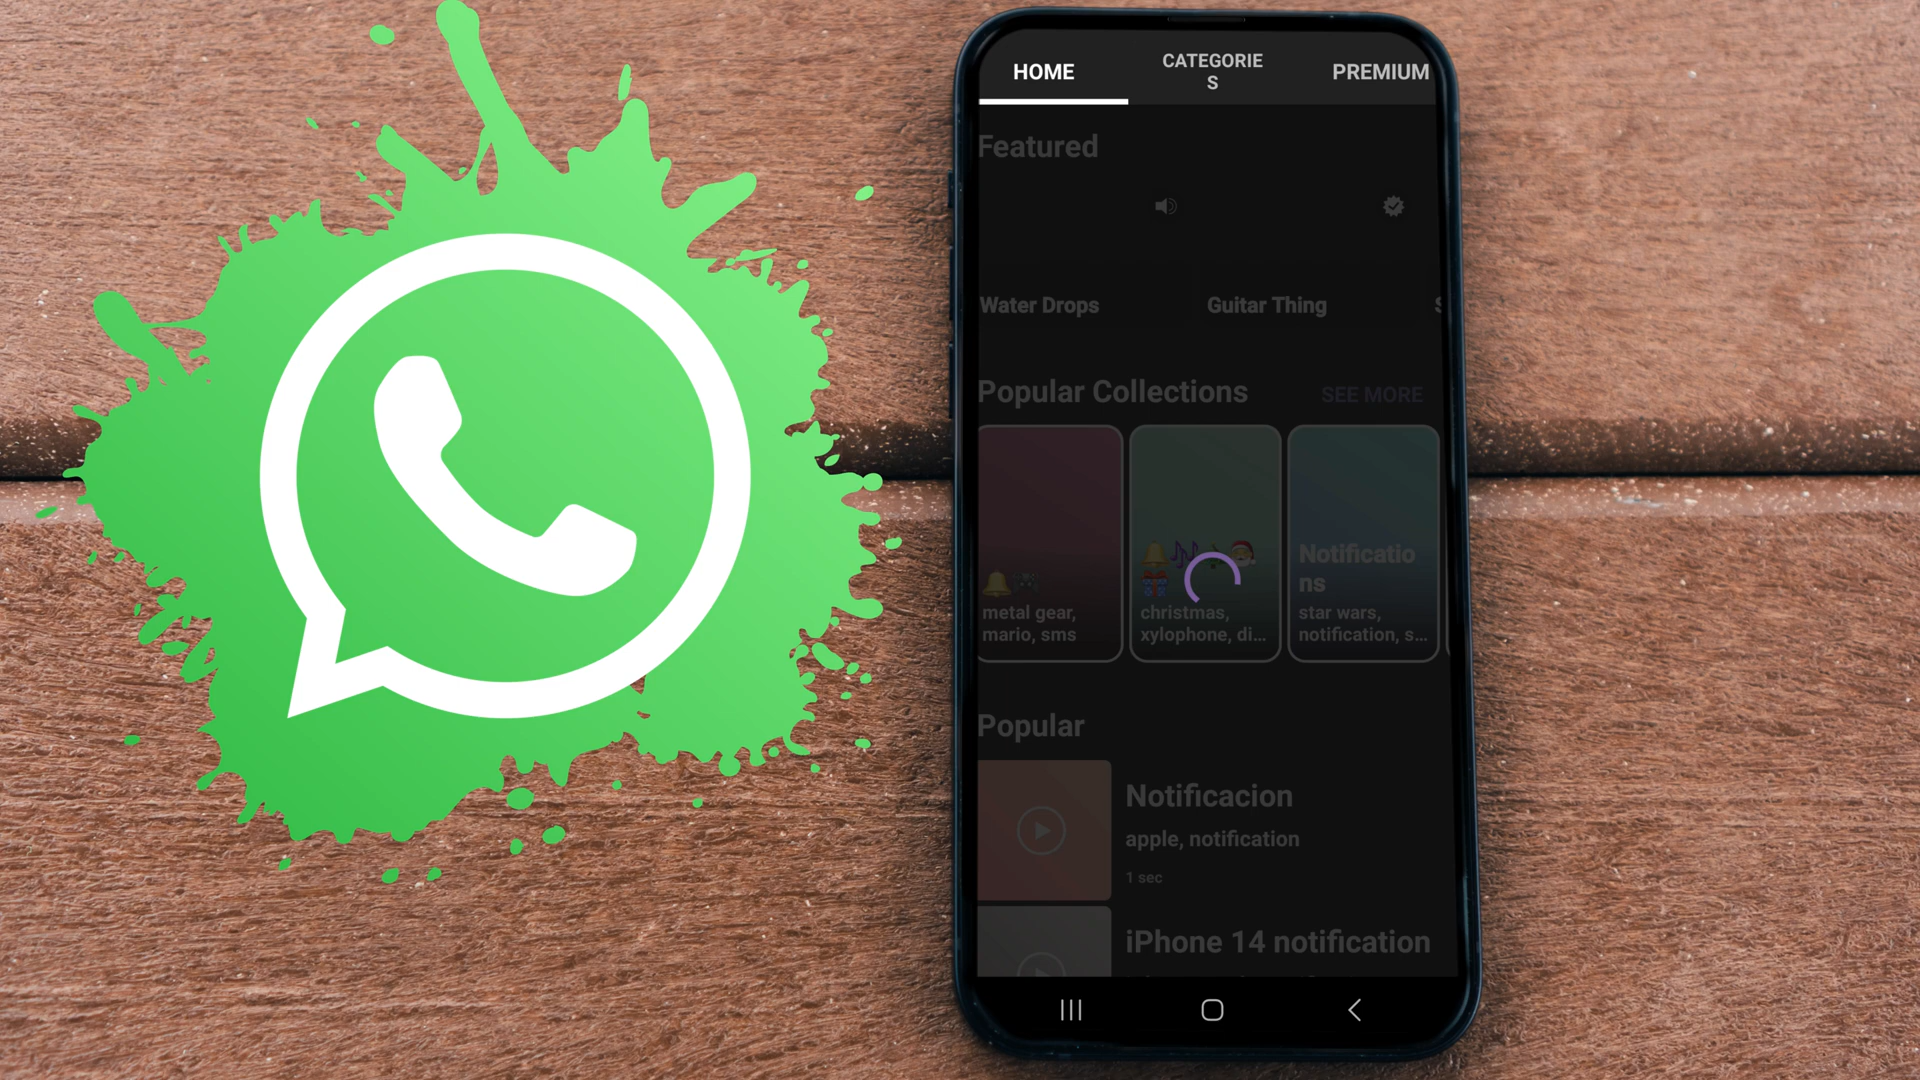 HOME
CATEGORIE
S
PREMIUM
Featured
Water Drops
Guitar Thing
Popular Collections
SEE MORE
metal gear,
mario, sms
christmas,
xylophone, di...
Notificatio
ns
star wars,
notification, s...
Popular
Notificacion
apple, notification
1 sec
iPhone 14 notification